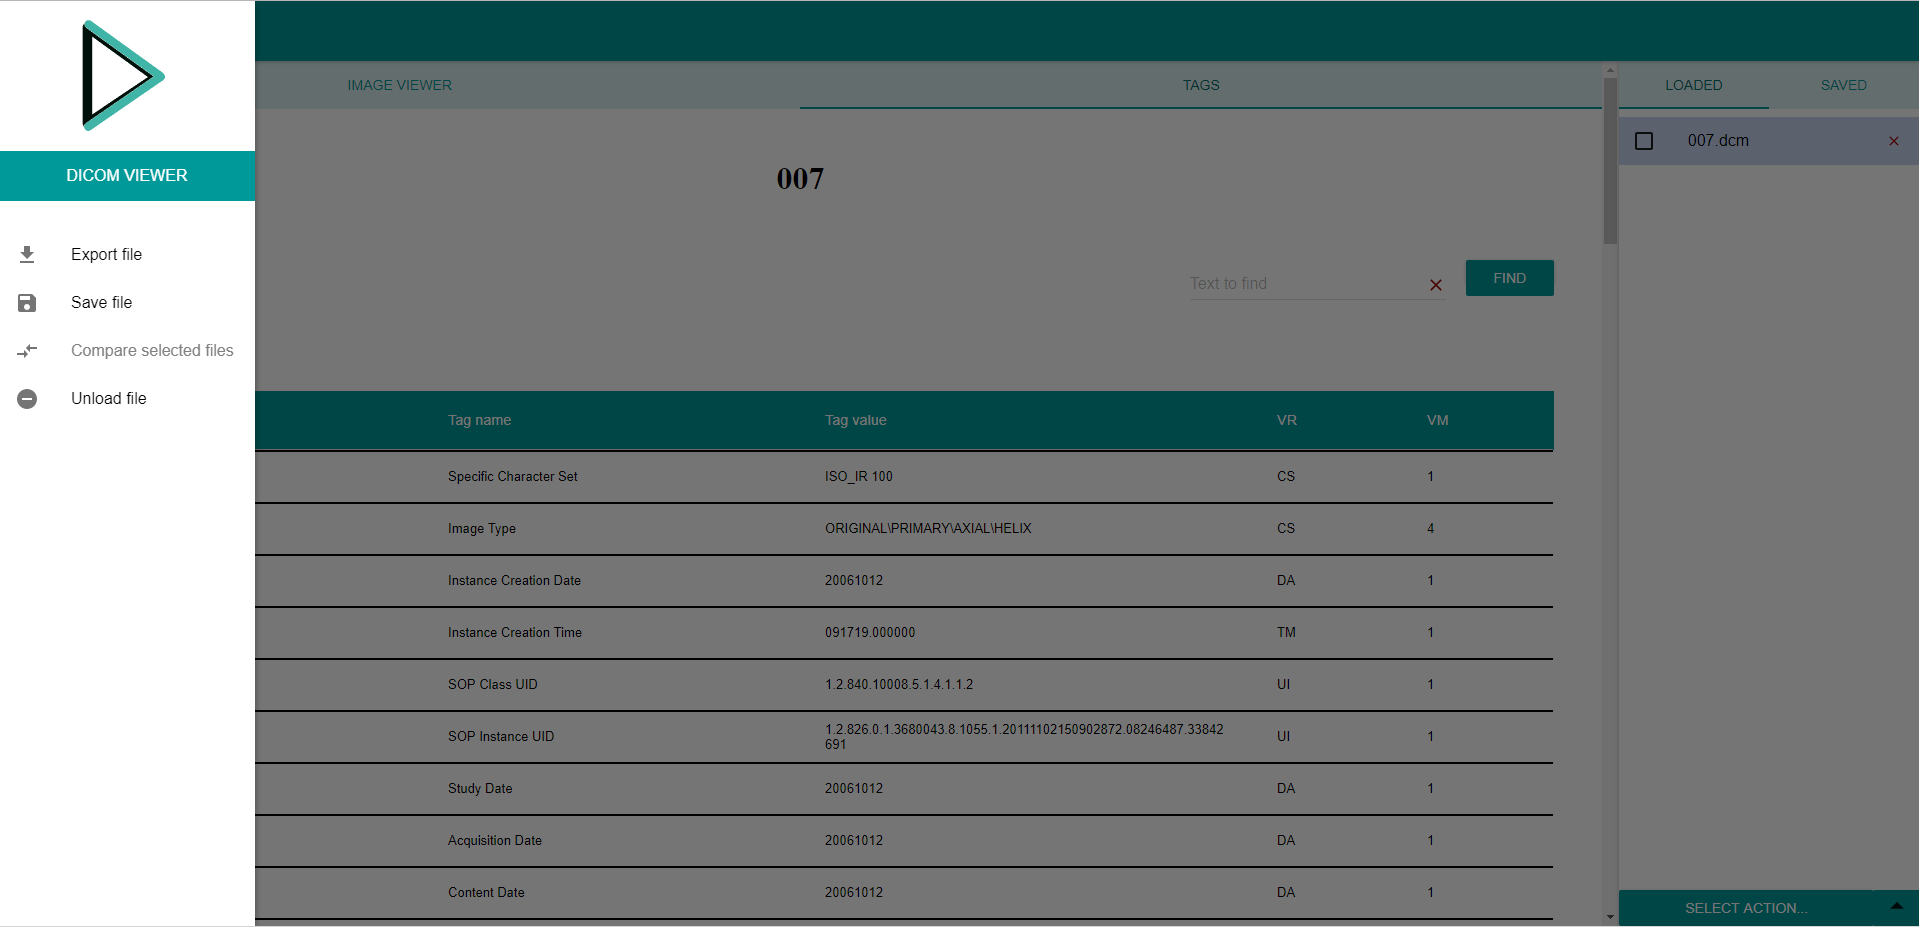 DICOM VIEWER
Export file
Save file
Compare selected files
Unload file
IMAGE VIEWER
TAGS
007
Text to find
FIND
Tag name Tag value VR VM
Specific Character Set ISO_IR 100 CS 1
Image Type ORIGINAL\PRIMARY\AXIAL\HELIX CS 4
Instance Creation Date 20061012 DA 1
Instance Creation Time 091719.000000 TM 1
SOP Class UID 1.2.840.10008.5.1.4.1.1.2 UI 1
SOP Instance UID 1.2.826.0.1.3680043.8.1055.1.20111102150902872.08246487.33842
691 UI 1
Study Date 20061012 DA 1
Acquisition Date 20061012 DA 1
Content Date 20061012 DA 1
LOADED
SAVED
007.dcm
SELECT ACTION...